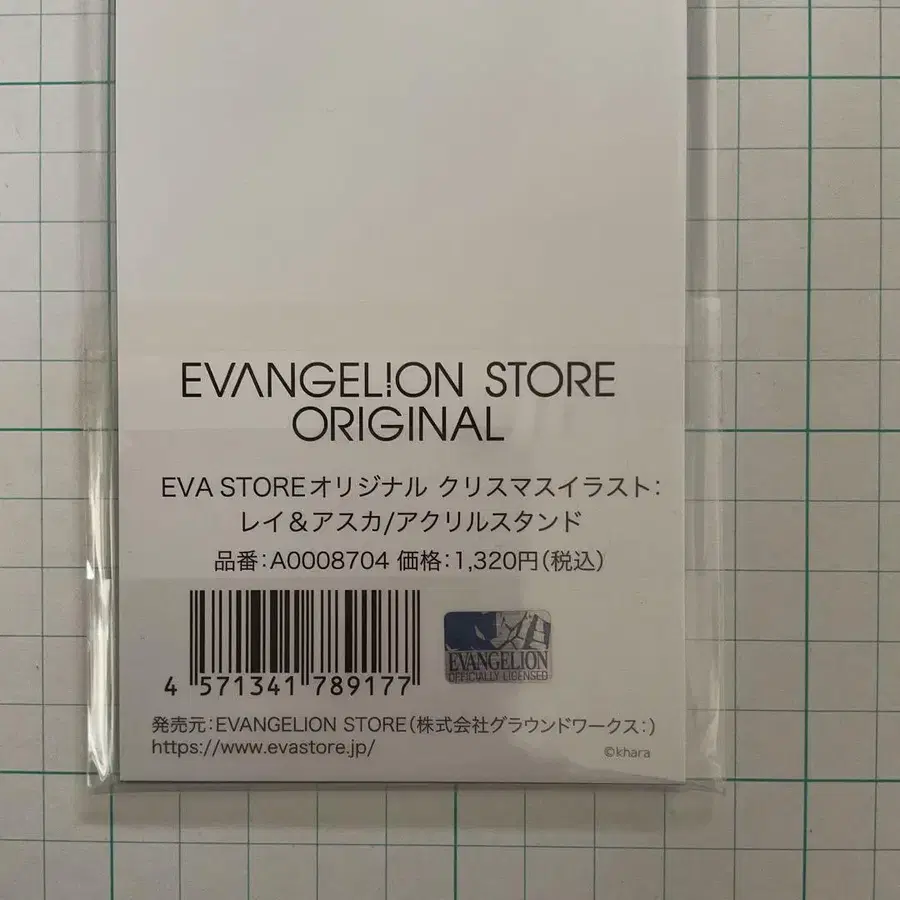 EVANGELION STORE
ORIGINAL
EVA STOREオリジナル クリスマスイラスト:
レイ&アスカ/アクリルスタンド
品番:A0008704 価格:1,320円(税込)
4 571341 789177
EVANGELION
OFFICIALLY LICENSED
発売元:EVANGELION STORE(株式会社グラウンドワークス:)
https://www.evastore.jp/
©khara